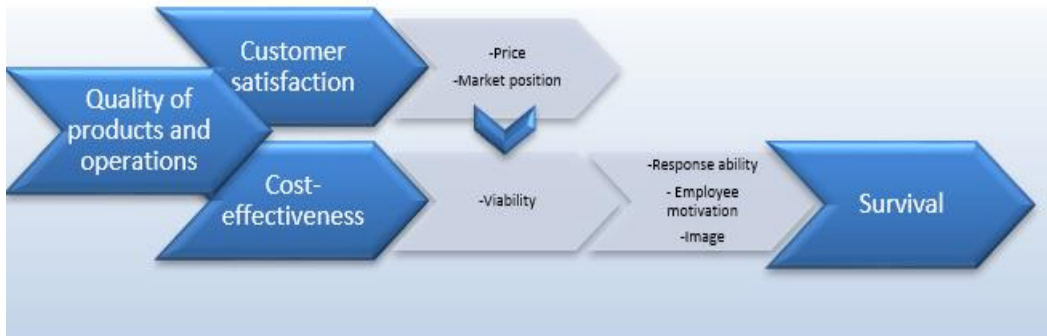 Quality of
products and
operations
Customer
satisfaction
-Price
-Market position
Cost-
effectiveness
-Viability
-Response ability
- Employee
motivation
-Image
Survival